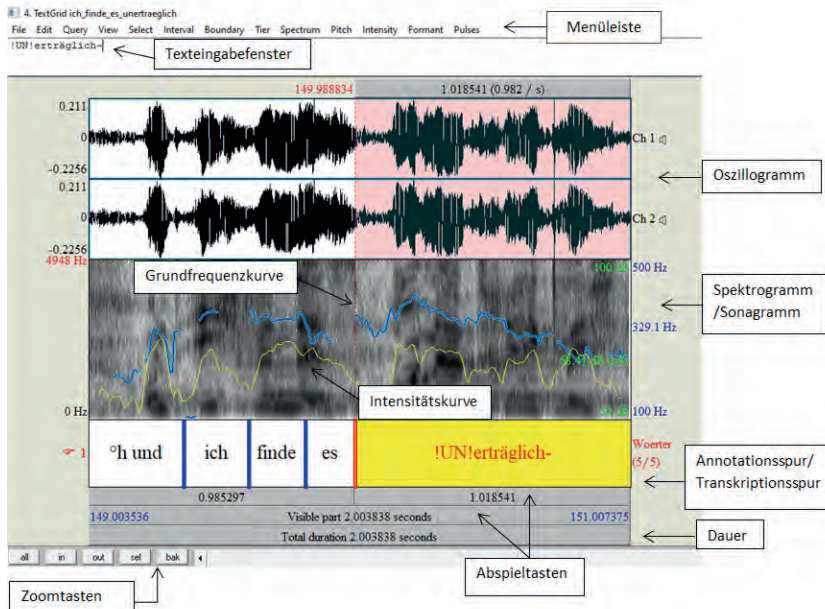 4. TextGrid ich_finde_es_unertraeglich
File Edit Query View Select Interval Boundary Tier Spectrum Pitch Intensity Formant Pulses
Menüleiste
!UN!erträglich-
Texteingabefenster
149.988834
1.018541 (0.982 / s)
0.211
0
-0.2256
Ch 1
Oszillogramm
0.211
0
-0.2256
Ch 2
4948 Hz
500 Hz
Grundfrequenzkurve
Spektrogramm
/Sonagramm
329.1 Hz
Intensitätskurve
0 Hz
100 Hz
1
°h und
ich
finde
es
!UN!erträglich-
Woerter
(5/5)
Annotationsspur/
Transkriptionsspur
0.985297
1.018541
149.003536
Visible part 2.003838 seconds
151.007375
Total duration 2.003838 seconds
Dauer
all
in
out
sel
bak
Abspieltasten
Zoomtasten